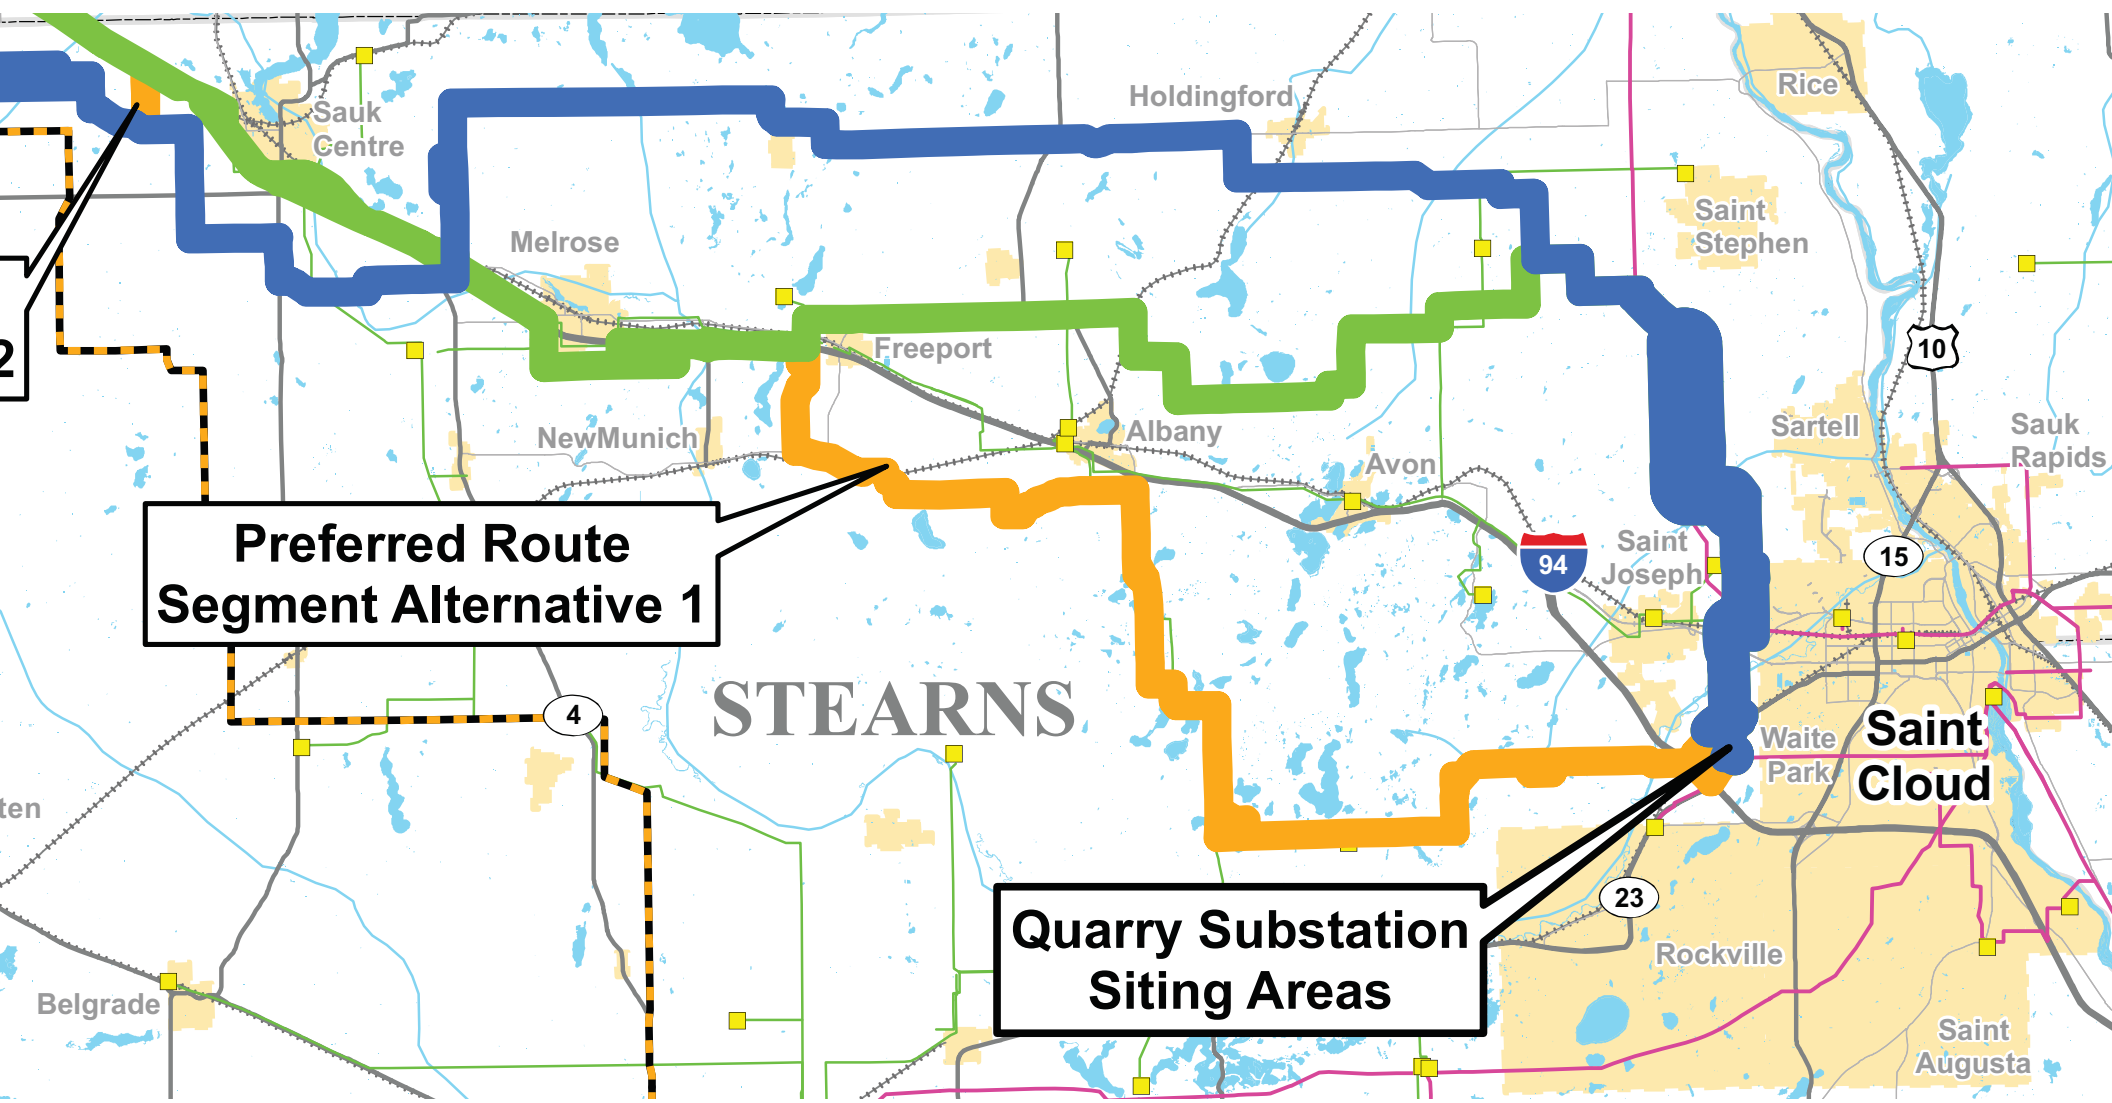 Rice
Holdingford
Sauk
Centre
Saint
Stephen
Melrose
2
Freeport
10
Sartell
Sauk
Rapids
NewMunich
Albany
Avon
Preferred Route
Segment Alternative 1
94
Saint
Joseph
15
STEARNS
4
Waite
Park
Saint
Cloud
ten
23
Quarry Substation
Siting Areas
Rockville
Belgrade
Saint
Augusta